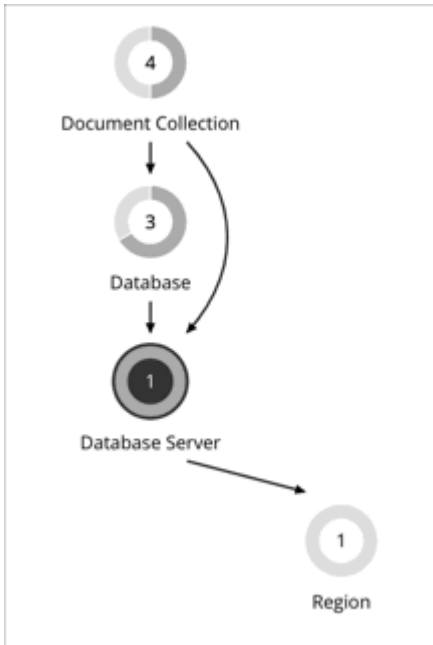 4
Document Collection
3
Database
1
Database Server
1
Region